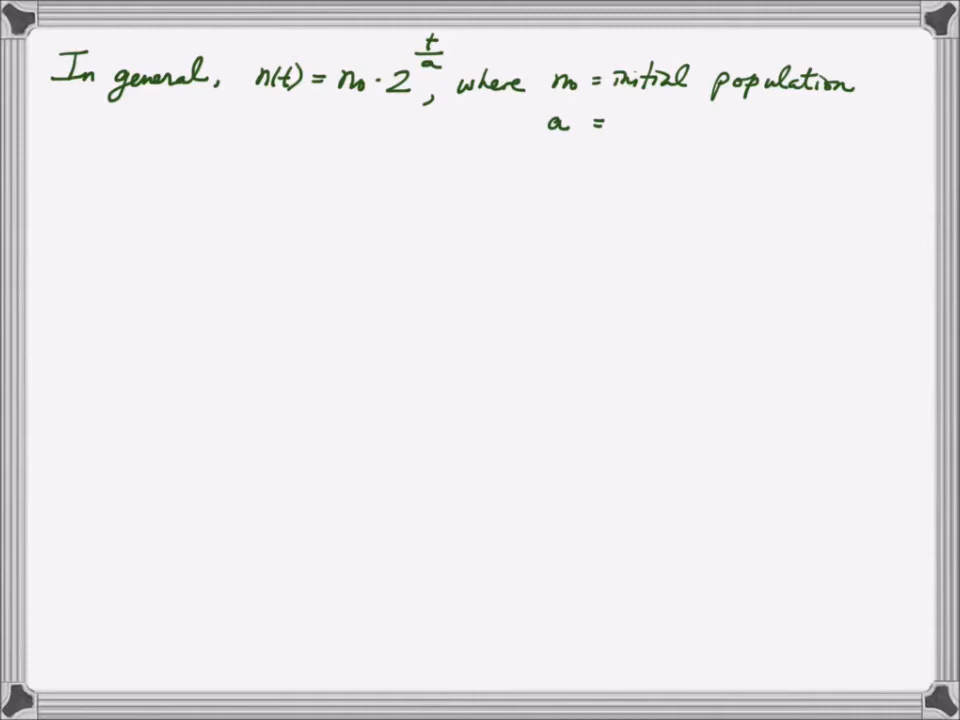 In general, n(t) = n₀ · 2^(t/a), where n₀ = initial population
a =